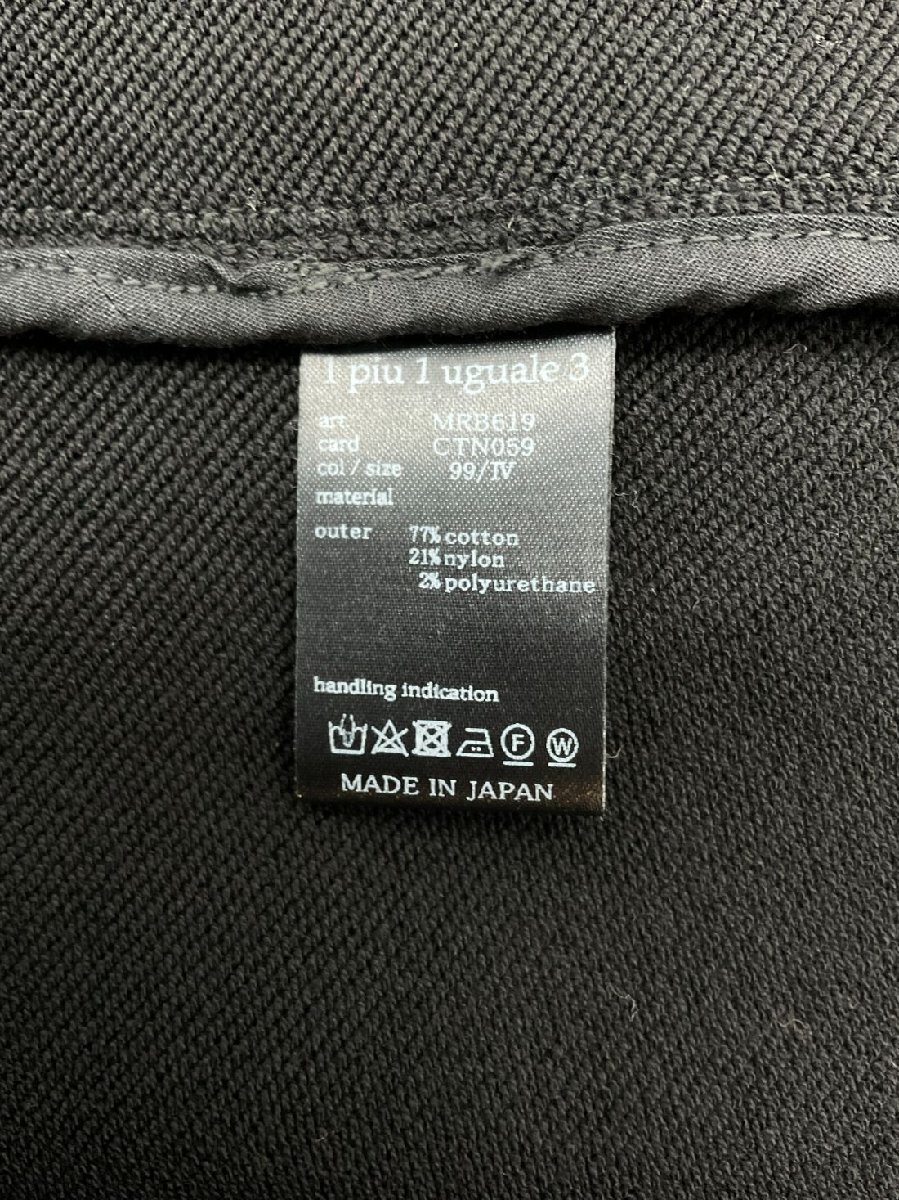 1 piu 1 uguale 3
art MRB619
card CTN059
col / size 99/IV
material
outer 77% cotton
21% nylon
2% polyurethane
handling indication
F W
MADE IN JAPAN